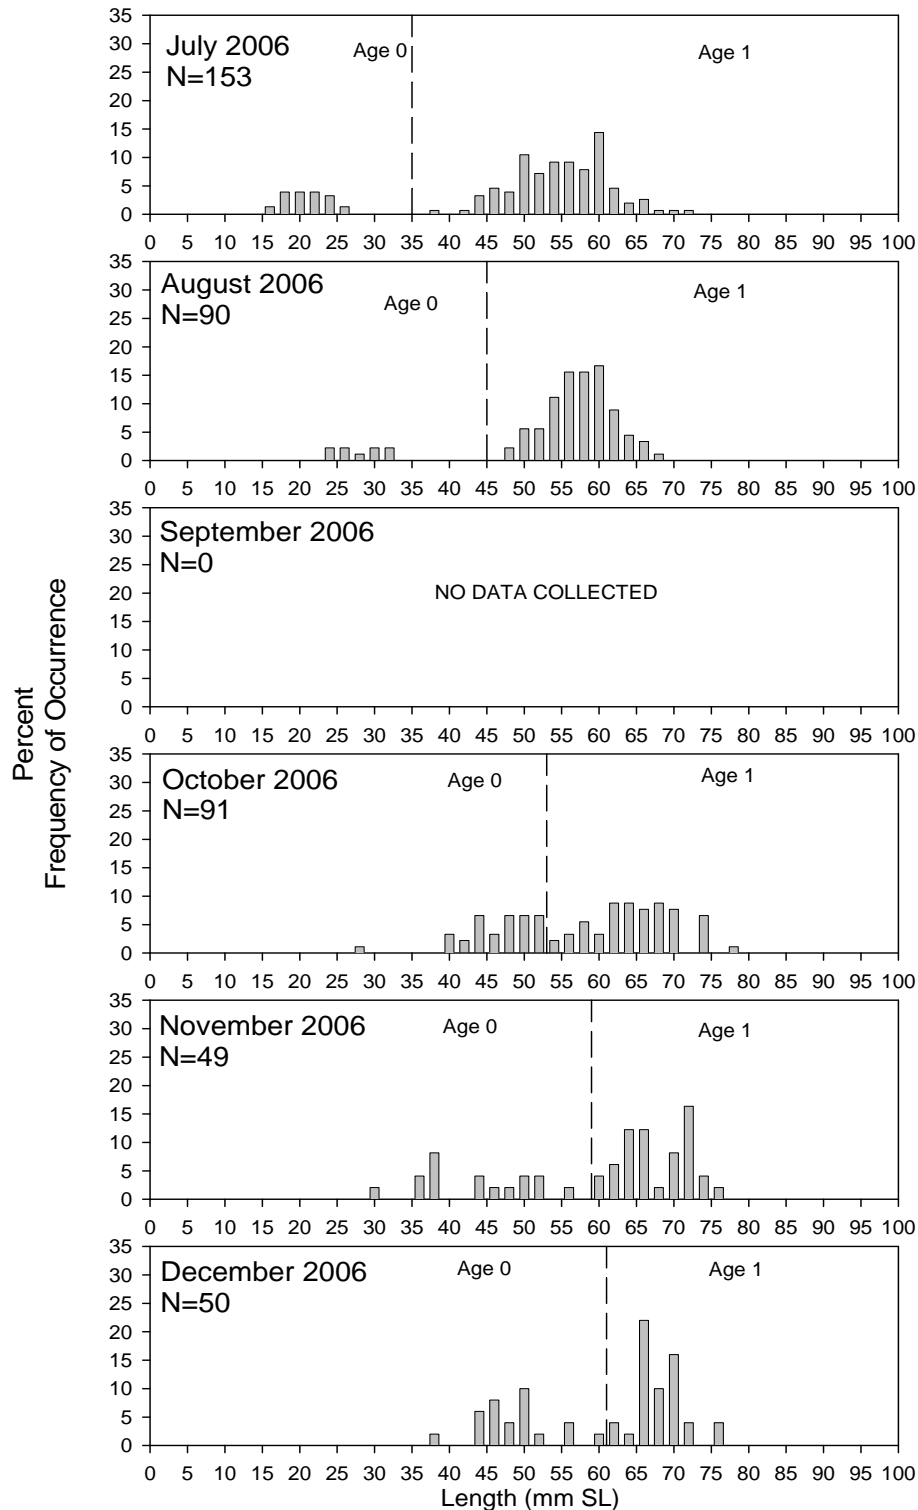 35
July 2006
Age 0
Age 1
30
N=153
25
20
15
10
5
0
0 5 10 15 20 25 30 35 40 45 50 55 60 65 70 75 80 85 90 95 100
35
August 2006
Age 0
Age 1
30
N=90
25
20
15
10
5
0
0 5 10 15 20 25 30 35 40 45 50 55 60 65 70 75 80 85 90 95 100
35
September 2006
30
N=0
25
NO DATA COLLECTED
20
15
10
5
0
0 5 10 15 20 25 30 35 40 45 50 55 60 65 70 75 80 85 90 95 100
Percent
Frequency of Occurrence
35
October 2006
Age 0
Age 1
30
N=91
25
20
15
10
5
0
0 5 10 15 20 25 30 35 40 45 50 55 60 65 70 75 80 85 90 95 100
35
November 2006
Age 0
Age 1
30
N=49
25
20
15
10
5
0
0 5 10 15 20 25 30 35 40 45 50 55 60 65 70 75 80 85 90 95 100
35
December 2006
Age 0
Age 1
30
N=50
25
20
15
10
5
0
0 5 10 15 20 25 30 35 40 45 50 55 60 65 70 75 80 85 90 95 100
Length (mm SL)